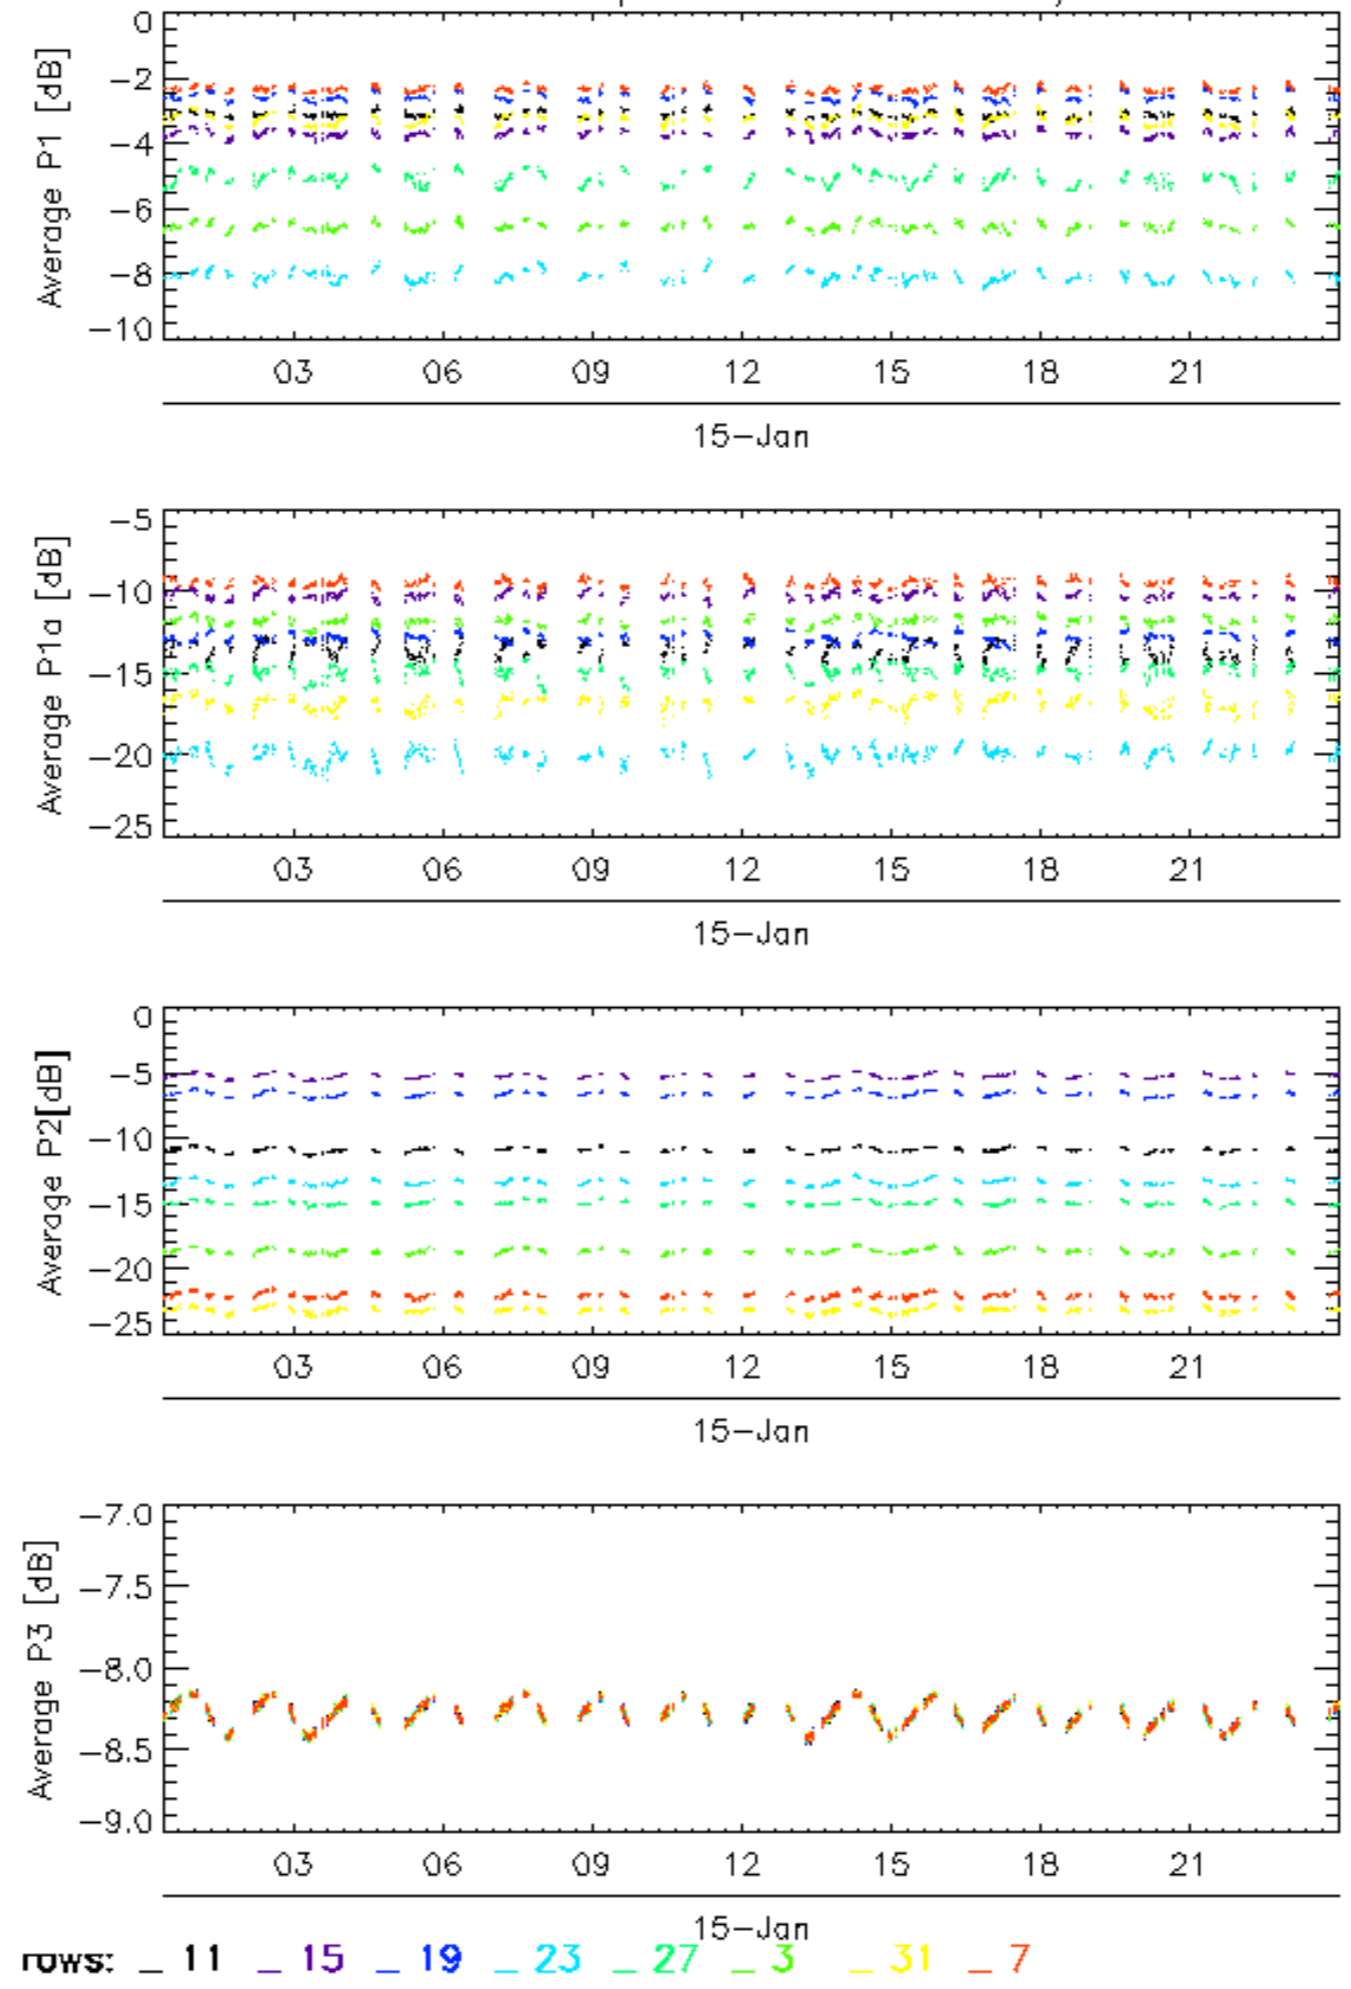 0
−2
−4
−6
−8
−10
Average P1 [dB]
03 06 09 12 15 18 21
15−Jan
−5
−10
−15
−20
−25
Average P1a [dB]
03 06 09 12 15 18 21
15−Jan
0
−5
−10
−15
−20
−25
Average P2[dB]
03 06 09 12 15 18 21
15−Jan
−7.0
−7.5
−8.0
−8.5
−9.0
Average P3 [dB]
03 06 09 12 15 18 21
15−Jan
rows: _ 11 _ 15 _ 19 _ 23 _ 27 _ 3 _ 31 _ 7